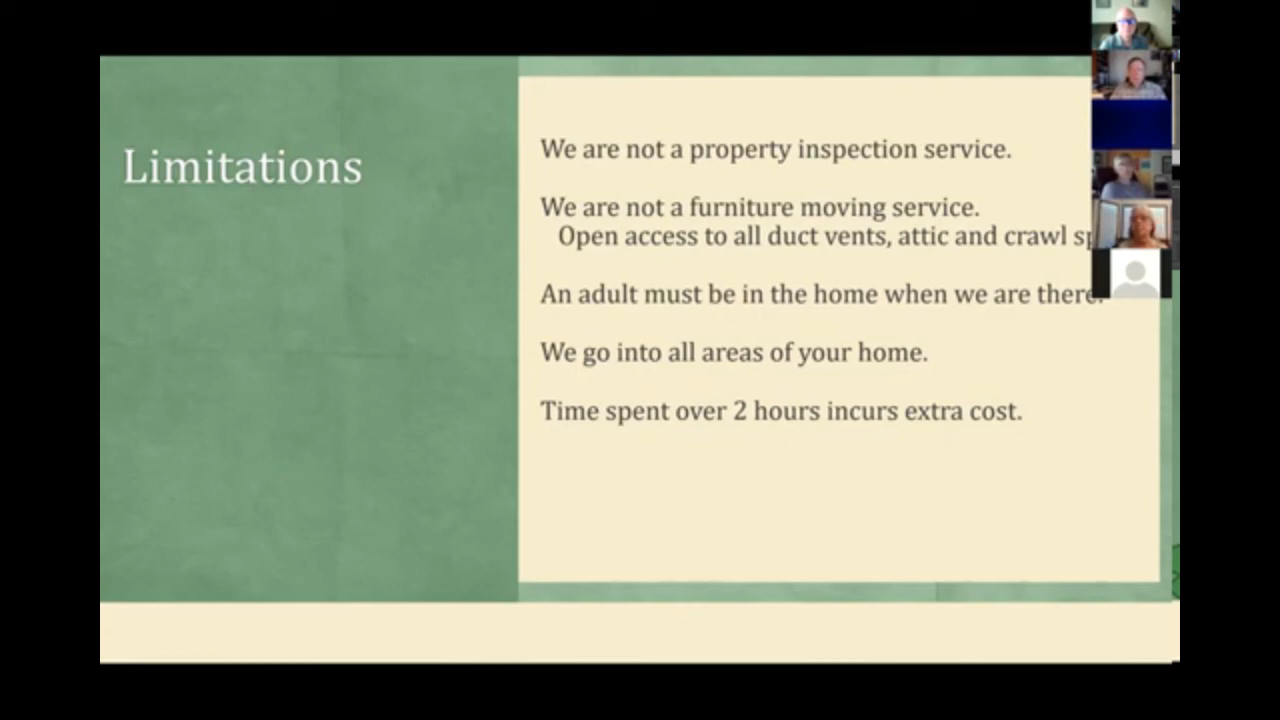 Limitations
We are not a property inspection service.
We are not a furniture moving service.
Open access to all duct vents, attic and crawl
An adult must be in the home when we are there.
We go into all areas of your home.
Time spent over 2 hours incurs extra cost.